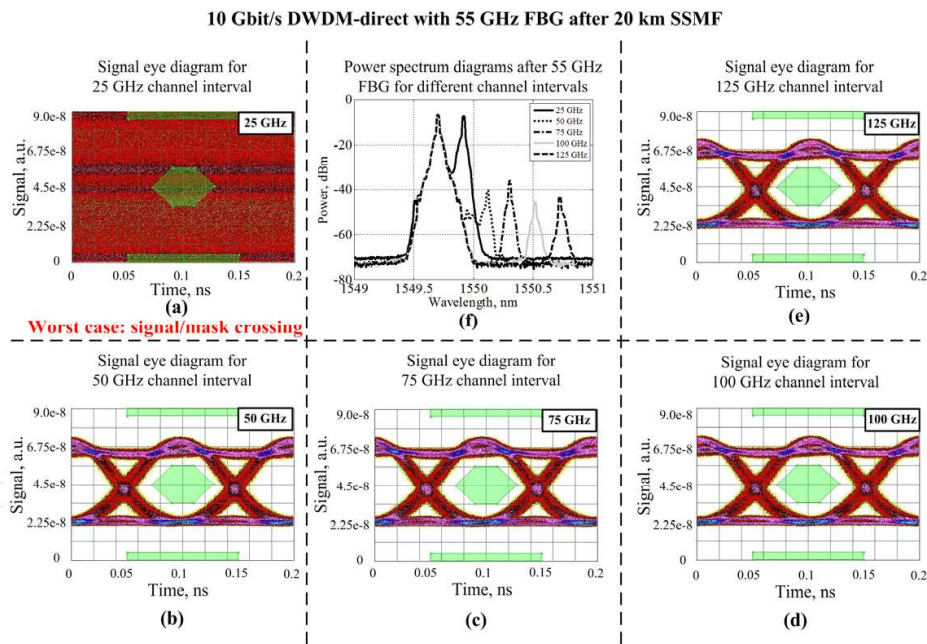 10 Gbit/s DWDM-direct with 55 GHz FBG after 20 km SSMF
Signal eye diagram for
25 GHz channel interval
9.0e-8
6.75e-8
4.5e-8
2.25e-8
0
Signal, a.u.
25 GHz
0 0.05 0.1 0.15 0.2
Time, ns
(a)
Worst case: signal/mask crossing
Power spectrum diagrams after 55 GHz
FBG for different channel intervals
0
-20
-40
-60
-80
Power, dBm
25 GHz
50 GHz
75 GHz
100 GHz
125 GHz
1549 1549.5 1550 1550.5 1551
Wavelength, nm
(f)
Signal eye diagram for
125 GHz channel interval
9.0e-8
6.75e-8
4.5e-8
2.25e-8
0
Signal, a.u.
125 GHz
0 0.05 0.1 0.15 0.2
Time, ns
(e)
Signal eye diagram for
50 GHz channel interval
9.0e-8
6.75e-8
4.5e-8
2.25e-8
0
Signal, a.u.
50 GHz
0 0.05 0.1 0.15 0.2
Time, ns
(b)
Signal eye diagram for
75 GHz channel interval
9.0e-8
6.75e-8
4.5e-8
2.25e-8
0
Signal, a.u.
75 GHz
0 0.05 0.1 0.15 0.2
Time, ns
(c)
Signal eye diagram for
100 GHz channel interval
9.0e-8
6.75e-8
4.5e-8
2.25e-8
0
Signal, a.u.
100 GHz
0 0.05 0.1 0.15 0.2
Time, ns
(d)